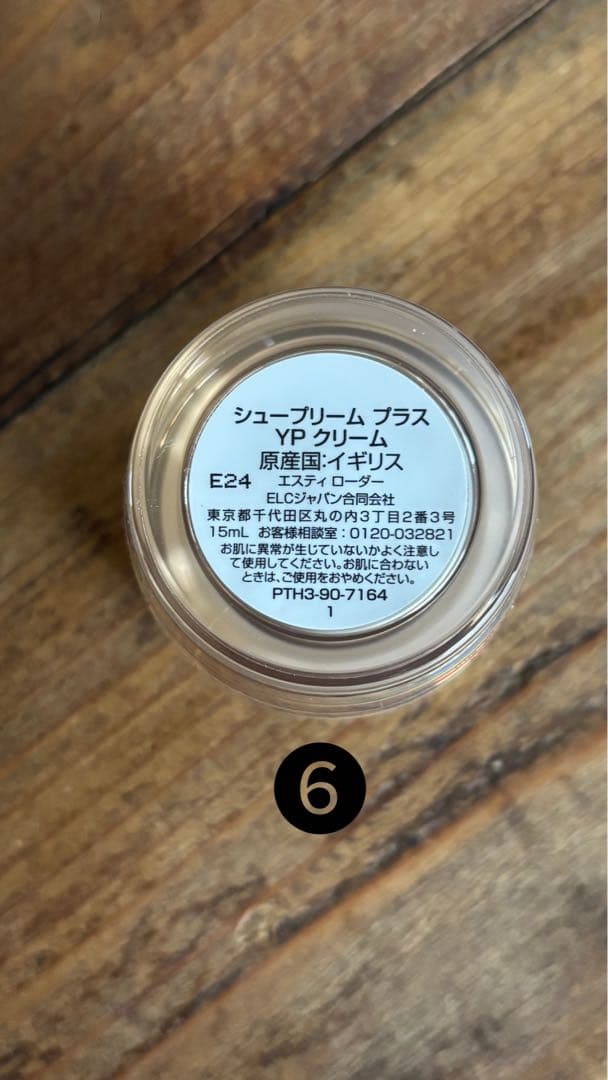 シュープリーム プラス
YP クリーム
原産国:イギリス
E24 エスティ ローダー
ELCジャパン合同会社
東京都千代田区丸の内3丁目2番3号
15mL お客様相談室：0120-032821
お肌に異常が生じていないかよく注意し
て使用してください。お肌に合わない
ときは、ご使用をおやめください。
PTH3-90-7164
1
6